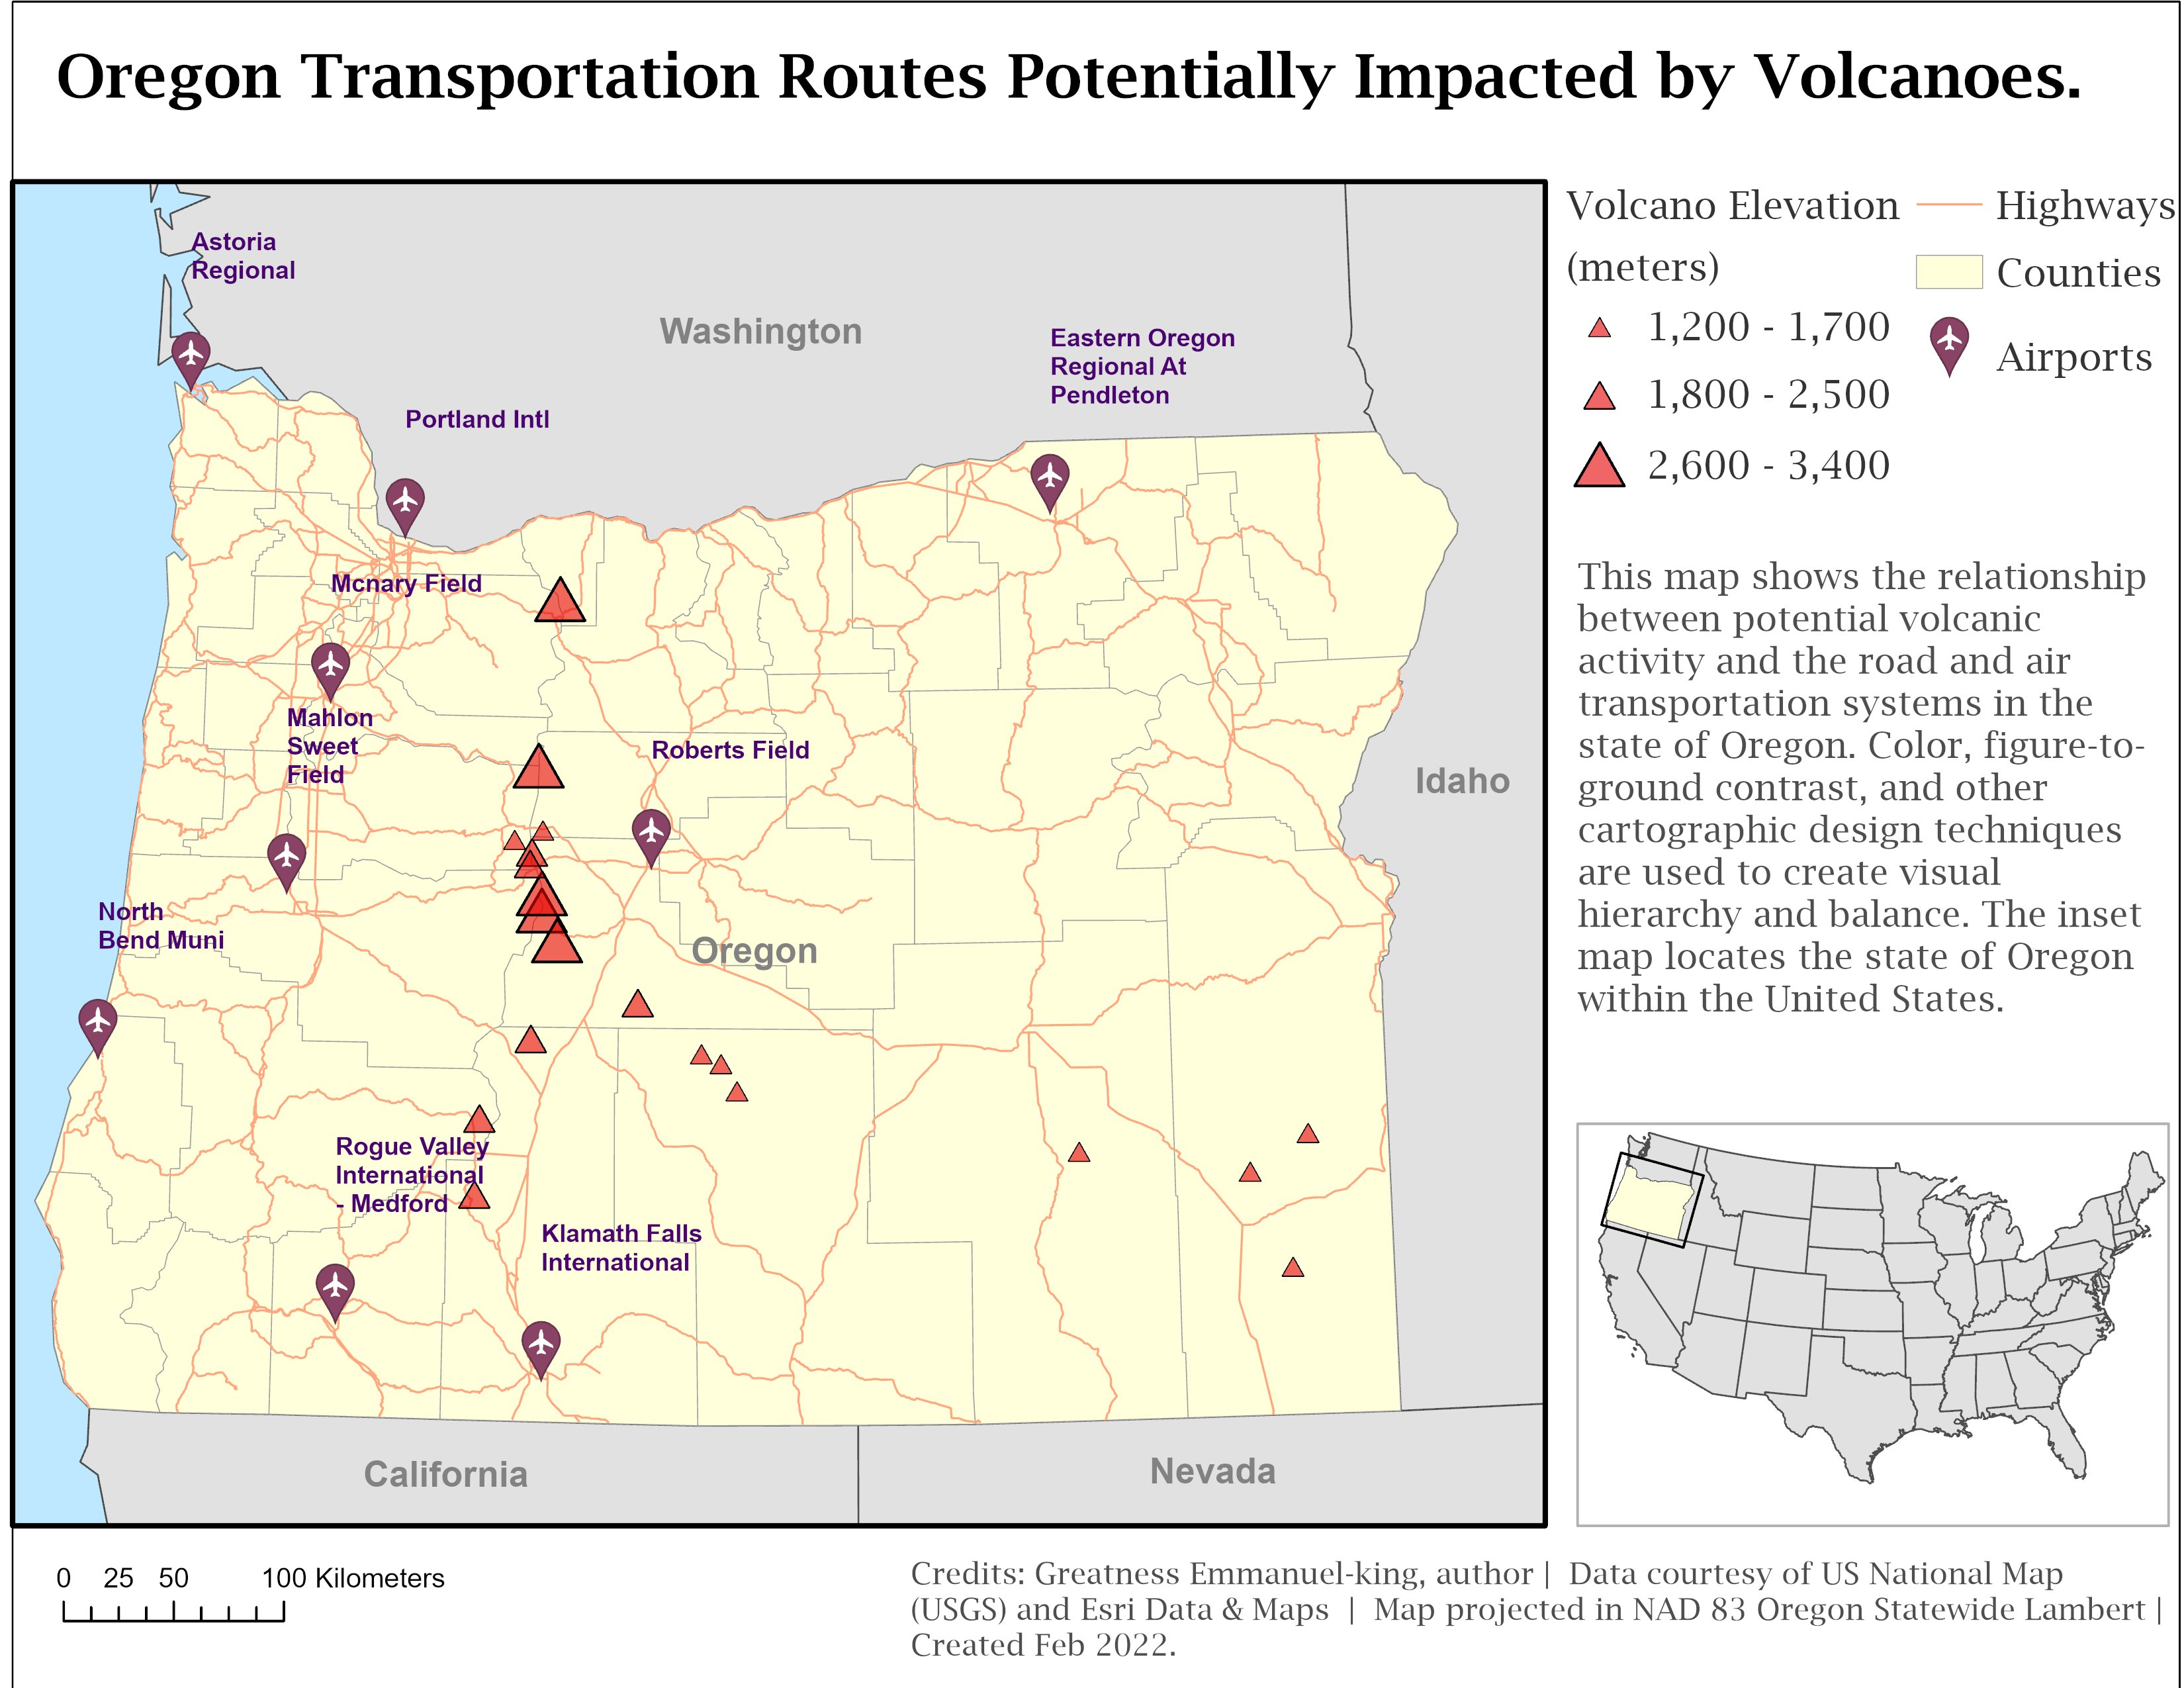 Oregon Transportation Routes Potentially Impacted by Volcanoes.
Astoria
Regional
Washington
Eastern Oregon
Regional At
Pendleton
Portland Intl
Mcnary Field
Mahlon
Sweet
Field
Roberts Field
Idaho
North
Bend Muni
Oregon
Rogue Valley
International
- Medford
Klamath Falls
International
California
Nevada
Volcano Elevation
(meters)
1,200 - 1,700
1,800 - 2,500
2,600 - 3,400
Highways
Counties
Airports
This map shows the relationship
between potential volcanic
activity and the road and air
transportation systems in the
state of Oregon. Color, figure-to-
ground contrast, and other
cartographic design techniques
are used to create visual
hierarchy and balance. The inset
map locates the state of Oregon
within the United States.
0 25 50 100 Kilometers
Credits: Greatness Emmanuel-king, author | Data courtesy of US National Map
(USGS) and Esri Data & Maps | Map projected in NAD 83 Oregon Statewide Lambert |
Created Feb 2022.